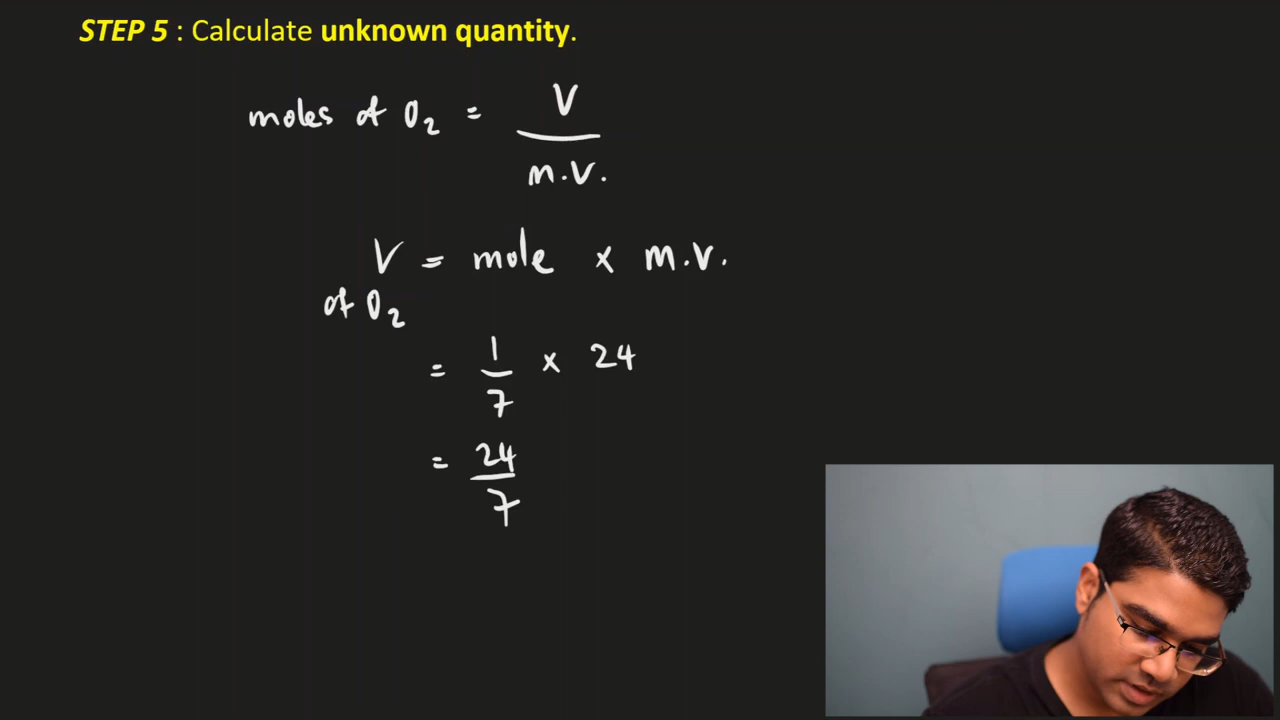 STEP 5 : Calculate unknown quantity.
moles of O₂ = V / m.v.
V = mole x m.v.
of O₂
= 1/7 x 24
= 24/7